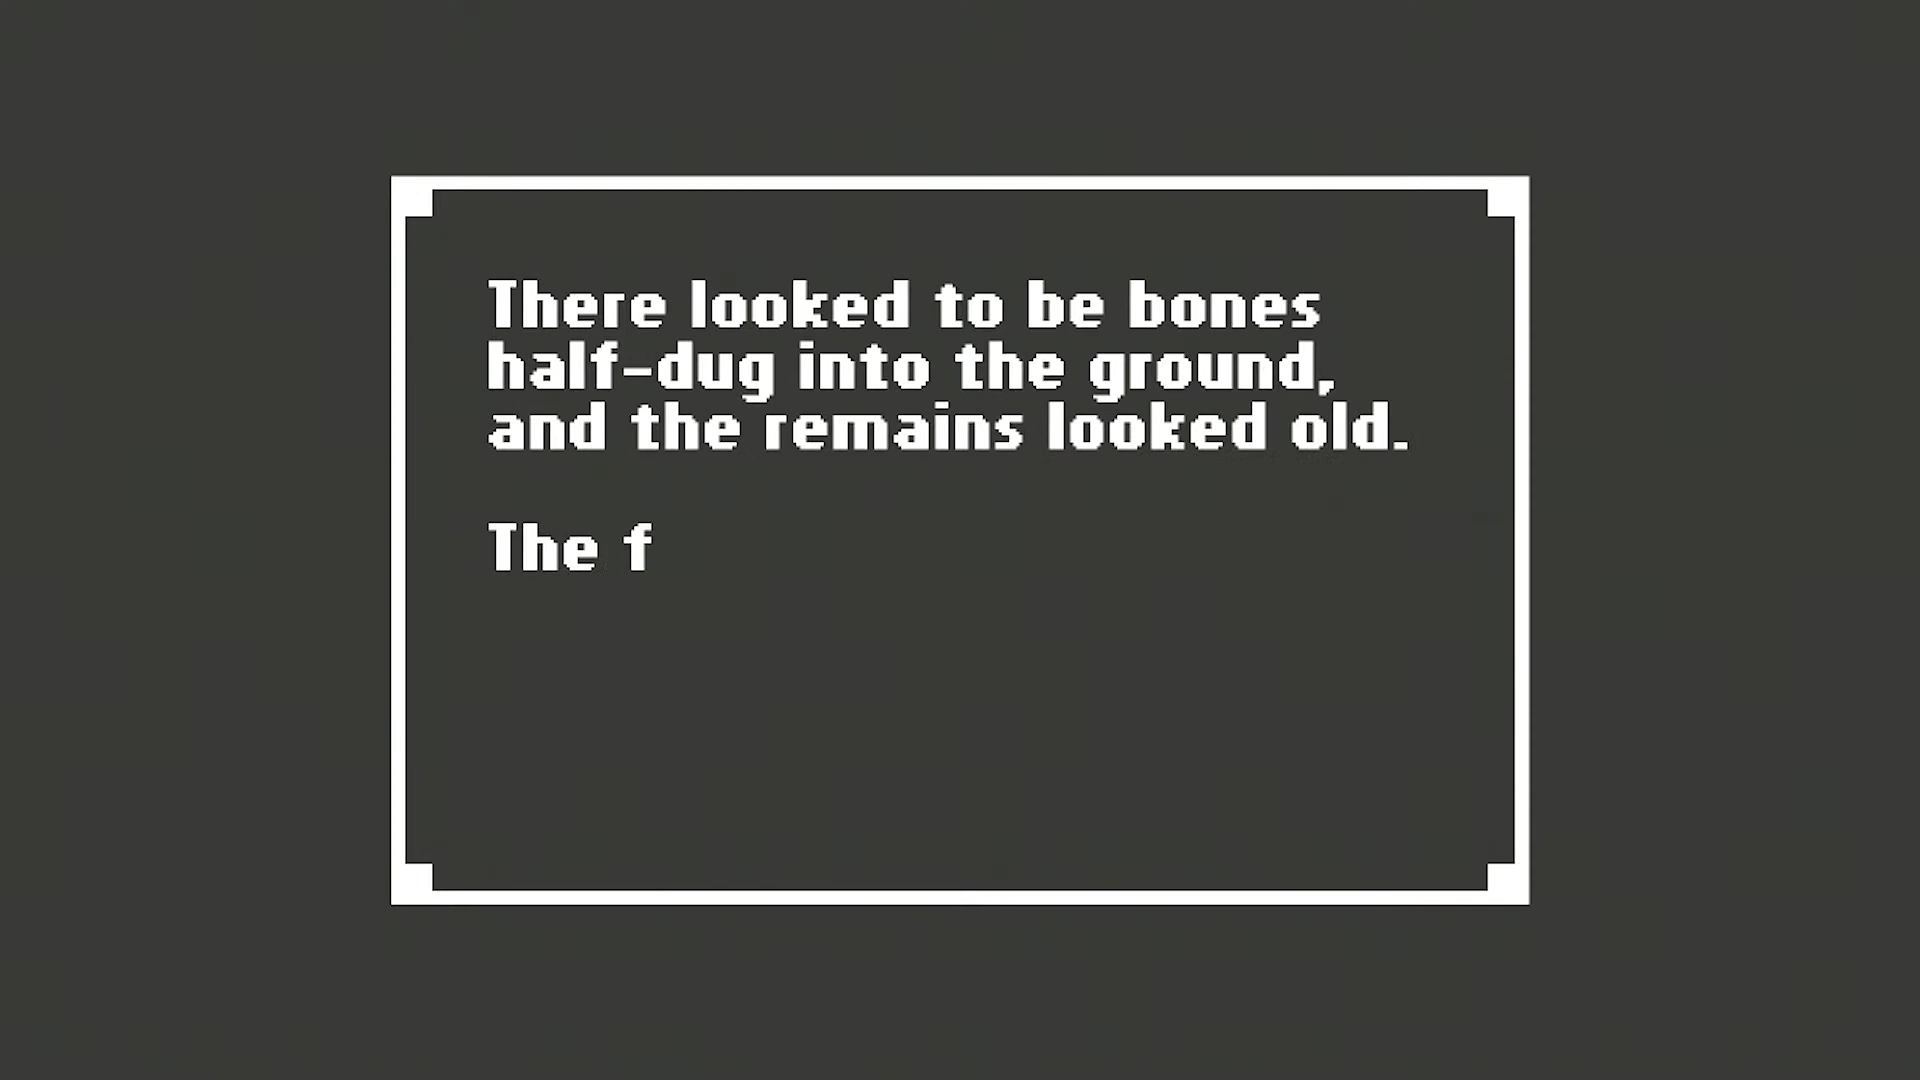 There looked to be bones
half-dug into the ground,
and the remains looked old.
The f